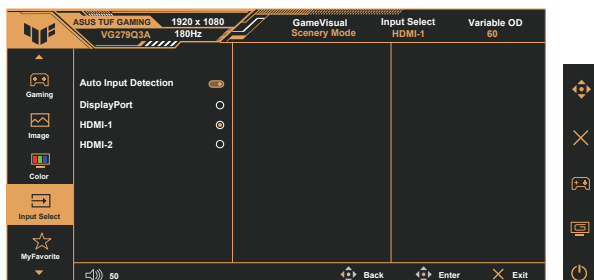 ASUS TUF GAMING 1920 x 1080 GameVisual Input Select Variable OD
VG279Q3A 180Hz Scenery Mode HDMI-1 60
Gaming
Image
Color
Input Select
MyFavorite
Auto Input Detection
DisplayPort
HDMI-1
HDMI-2
50 Back Enter Exit